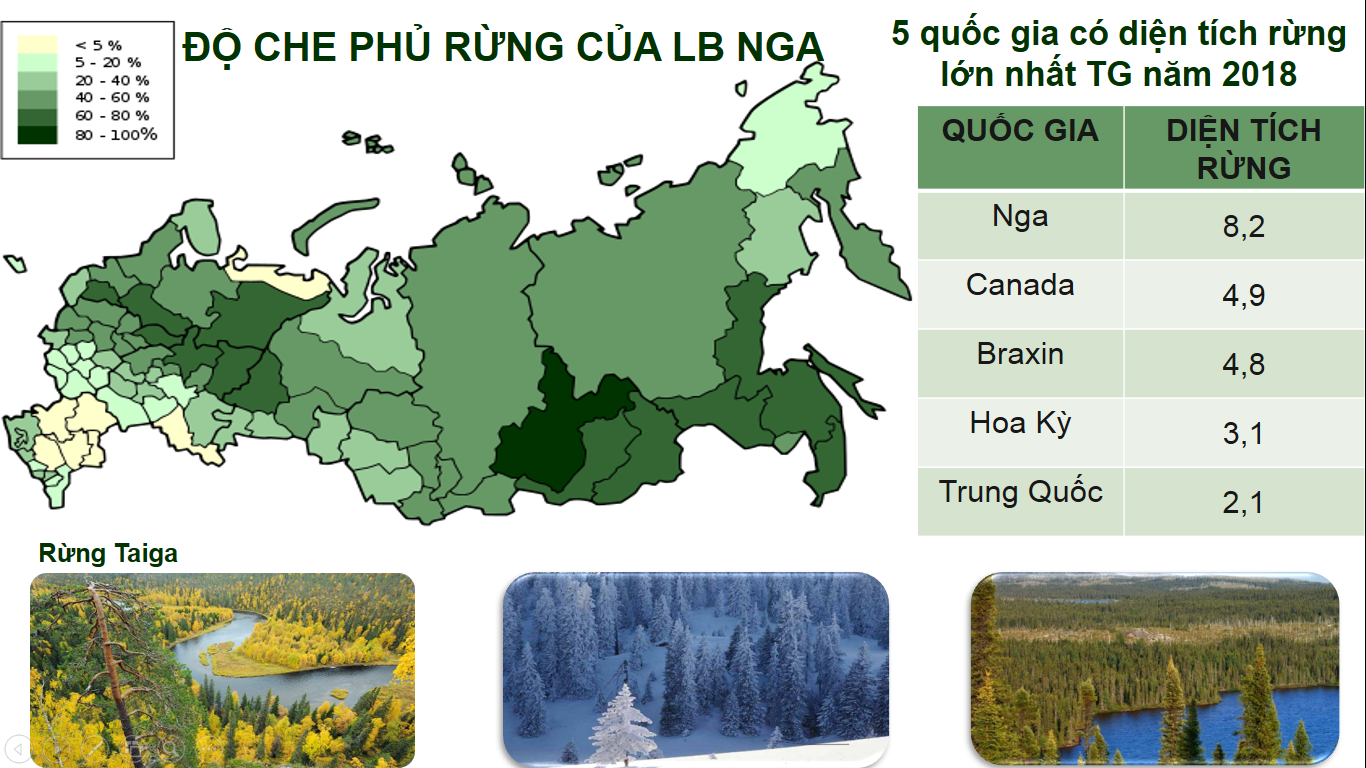 < 5 %
5 - 20 %
20 - 40 %
40 - 60 %
60 - 80 %
80 - 100%
ĐỘ CHE PHỦ RỪNG CỦA LB NGA
5 quốc gia có diện tích rừng
lớn nhất TG năm 2018
QUỐC GIA
DIỆN TÍCH
RỪNG
Nga
8,2
Canada
4,9
Braxin
4,8
Hoa Kỳ
3,1
Trung Quốc
2,1
Rừng Taiga